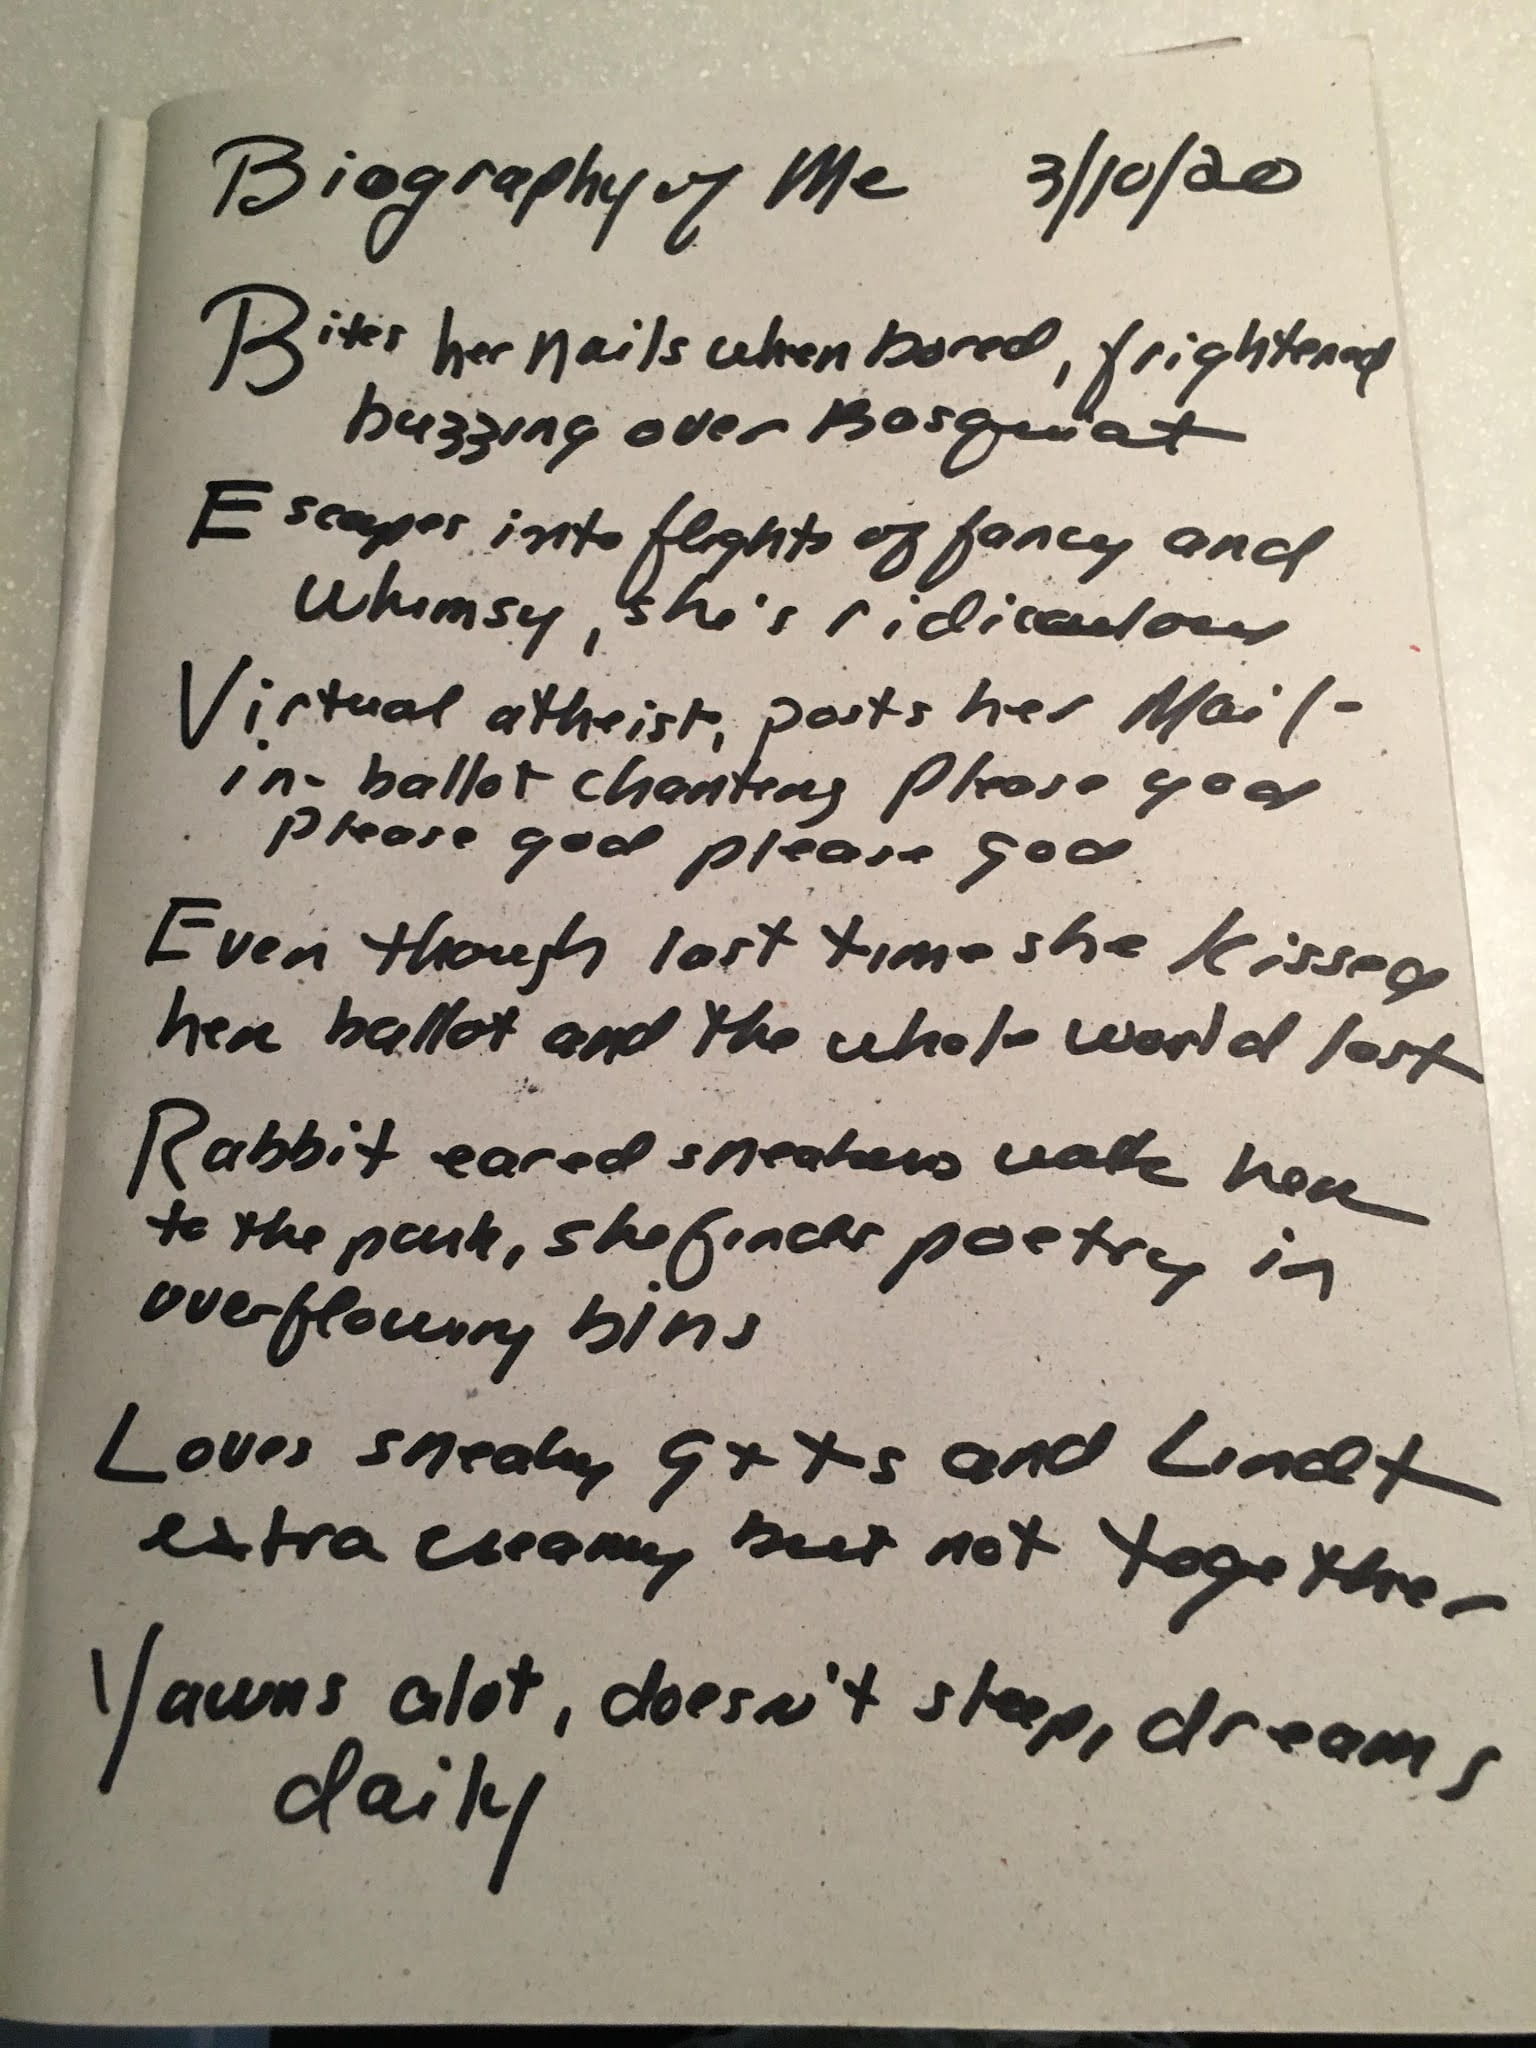 Biography of Me 3/10/20
Bites her nails when bored, frightened
buzzing over Bosquiat
Escapes into flights of fancy and
whimsy, she's ridiculous
Virtual atheist, posts her Mail-
in- ballot chanting please god
please god please god
Even though last time she kissed
her ballot and the whole world lost
Rabbit eared sneakers walk her
to the park, she finds poetry in
overflowing bins
Loves sneaky G+Ts and Lindt
extra creamy but not together
Yawns alot, doesn't sleep, dreams
daily